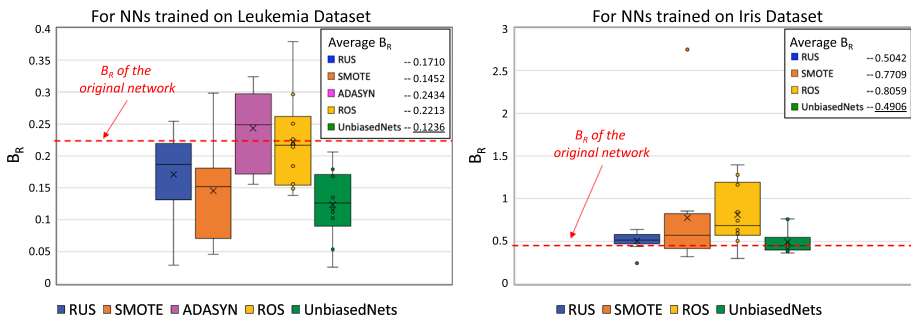 For NNs trained on Leukemia Dataset
0.4
0.35
0.3
0.25
0.2
0.15
0.1
0.05
0
B_R
B_R of the
original network
Average B_R
RUS -- 0.1710
SMOTE -- 0.1452
ADASYN -- 0.2434
ROS -- 0.2213
UnbiasedNets -- 0.1236
RUS SMOTE ADASYN ROS UnbiasedNets
For NNs trained on Iris Dataset
3
2.5
2
1.5
1
0.5
0
B_R
B_R of the
original network
Average B_R
RUS -- 0.5042
SMOTE -- 0.7709
ROS -- 0.8059
UnbiasedNets -- 0.4906
RUS SMOTE ROS UnbiasedNets